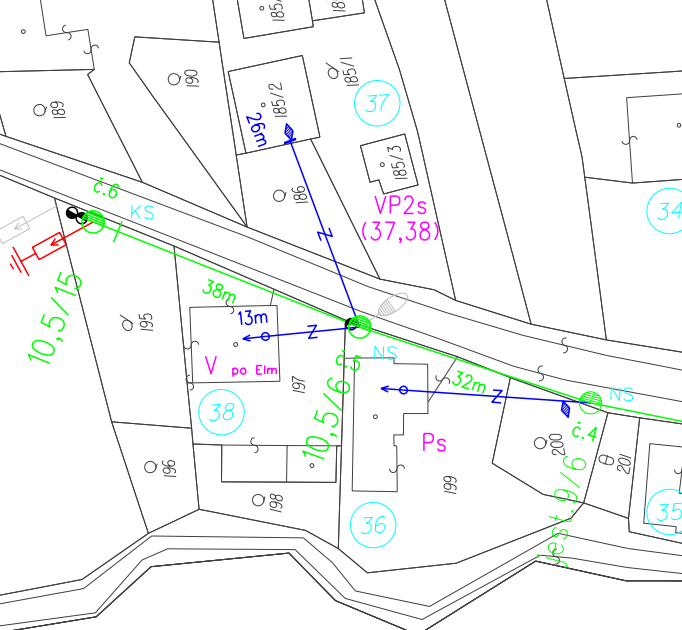 185/
18
190
185/1
185/2
37
189
26m
185/3
č.6
186
KS
VP2s
(37,38)
34
Z
38m
10,5/15
195
13m
Z
NS
V po Elm
č.5
197
32m
Z
NS
38
10,5/6
č.4
Ps
200
201
196
199
198
Jest.9/6
36
35